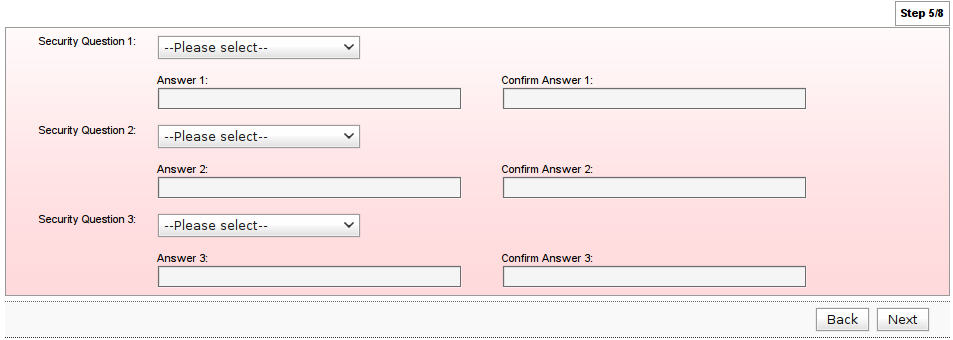 Step 5/8
Security Question 1: --Please select--
Answer 1: Confirm Answer 1:
Security Question 2: --Please select--
Answer 2: Confirm Answer 2:
Security Question 3: --Please select--
Answer 3: Confirm Answer 3:
Back Next